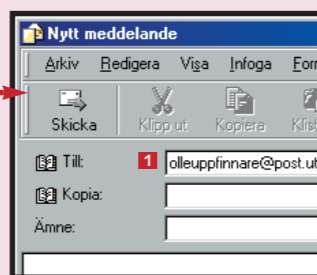 Nytt meddelande
Arkiv Redigera Visa Infoga
Skicka Klipp ut Kopiera
Till: 1 olleuppfinnare@post.ut
Kopia:
Ämne: